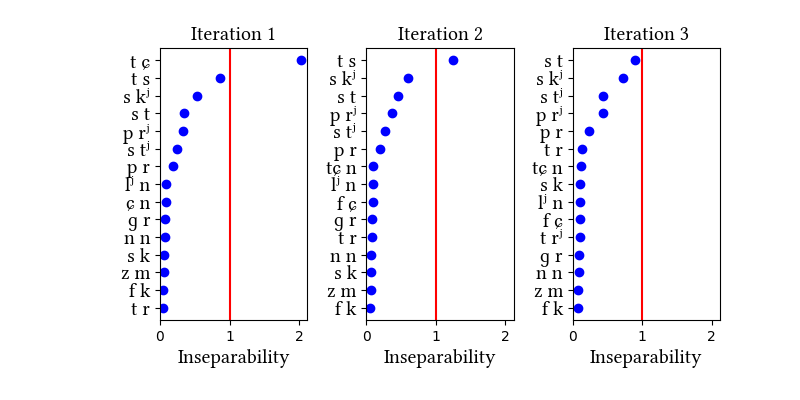 Iteration 1
t ɕ
t s
s kʲ
s t
p rʲ
s tʲ
p r
lʲ n
ɕ n
g r
n n
s k
z m
f k
t r
0 1 2
Inseparability
Iteration 2
t s
s kʲ
s t
p rʲ
s tʲ
p r
tɕ n
lʲ n
f ɕ
g r
t r
n n
s k
z m
f k
0 1 2
Inseparability
Iteration 3
s t
s kʲ
s tʲ
p rʲ
p r
t r
tɕ n
s k
lʲ n
f ɕ
t rʲ
g r
n n
z m
f k
0 1 2
Inseparability